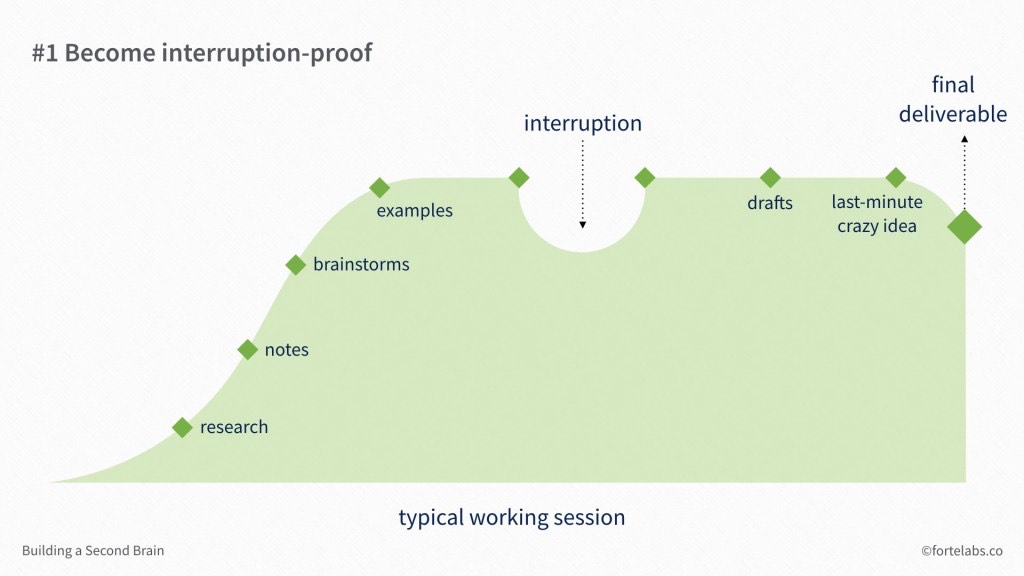 #1 Become interruption-proof
final
deliverable
interruption
examples
drafts
last-minute
crazy idea
brainstorms
notes
research
typical working session
Building a Second Brain
©fortelabs.co